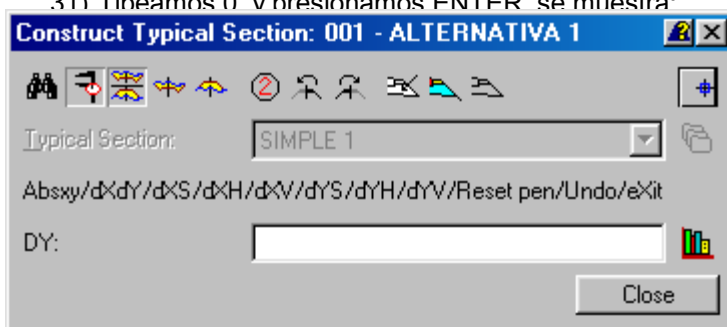 31) Tipeamos 0, y presionamos ENTER, se muestra:
Construct Typical Section: 001 - ALTERNATIVA 1
2
Typical Section:
SIMPLE 1
Absxy/dXdY/dXS/dXH/dXV/dYS/dYH/dYV/Reset pen/Undo/eXit
DY:
Close